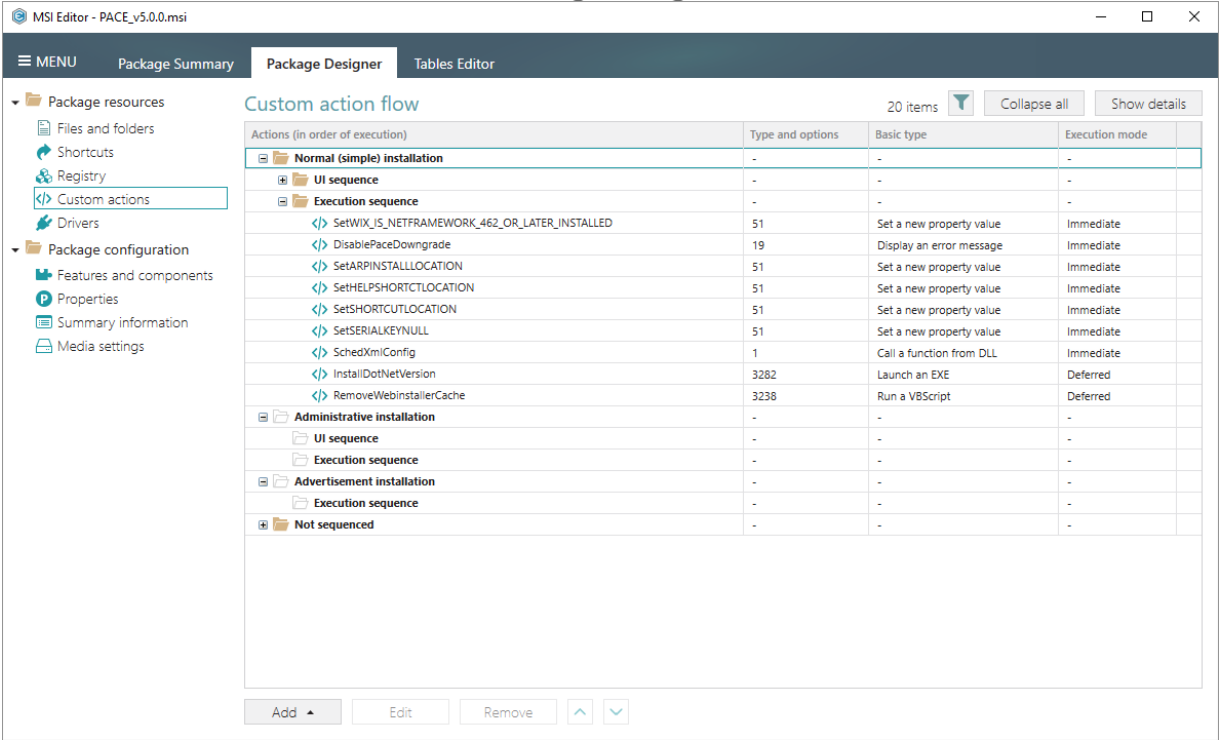 MSI Editor - PACE_v5.0.0.msi
MENU Package Summary Package Designer Tables Editor
Package resources
Files and folders
Shortcuts
Registry
Custom actions
Drivers
Package configuration
Features and components
Properties
Summary information
Media settings
Custom action flow
20 items Collapse all Show details
Actions (in order of execution) Type and options Basic type Execution mode
Normal (simple) installation - - -
UI sequence - - -
Execution sequence - - -
SetWIX_IS_NETFRAMEWORK_462_OR_LATER_INSTALLED 51 Set a new property value Immediate
DisablePaceDowngrade 19 Display an error message Immediate
SetARPINSTALLLOCATION 51 Set a new property value Immediate
SetHELPSHORTCTLOCATION 51 Set a new property value Immediate
SetSHORTCUTLOCATION 51 Set a new property value Immediate
SetSERIALKEYNULL 51 Set a new property value Immediate
SchedXmlConfig 1 Call a function from DLL Immediate
InstallDotNetVersion 3282 Launch an EXE Deferred
RemoveWebinstallerCache 3238 Run a VBScript Deferred
Administrative installation - - -
UI sequence - - -
Execution sequence - - -
Advertisement installation - - -
Execution sequence - - -
Not sequenced - - -
Add Edit Remove